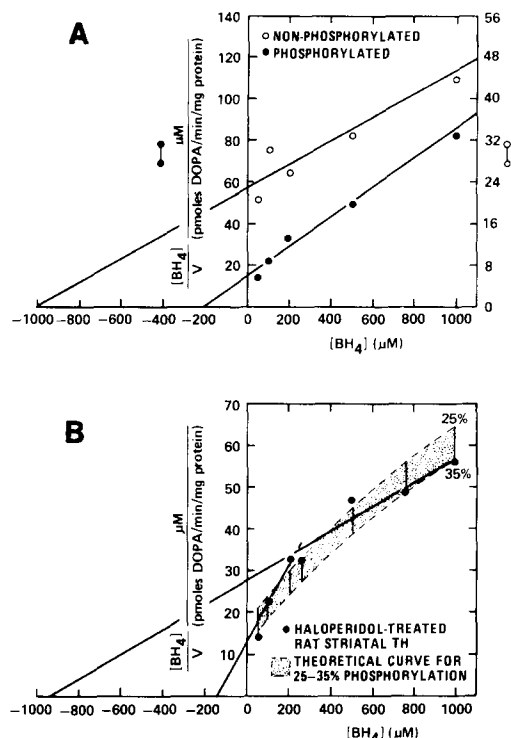 A
140
120
100
80
60
40
20
0
56
48
40
32
24
16
8
0
○ NON-PHOSPHORYLATED
● PHOSPHORYLATED
[BH4] / V
μM / (pmoles DOPA/min/mg protein)
−1000 −800 −600 −400 −200 0 200 400 600 800 1000
[BH4] (μM)
B
70
60
50
40
30
20
10
25%
35%
● HALOPERIDOL-TREATED
RAT STRIATAL TH
THEORETICAL CURVE FOR
25–35% PHOSPHORYLATION
[BH4] / V
μM / (pmoles DOPA/min/mg protein)
−1000 −800 −600 −400 −200 0 200 400 600 800 1000
[BH4] (μM)